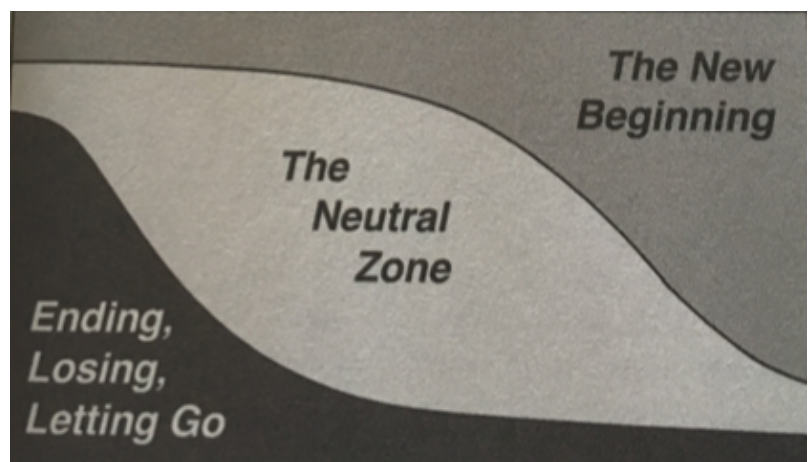 The New
Beginning
The
Neutral
Zone
Ending,
Losing,
Letting Go